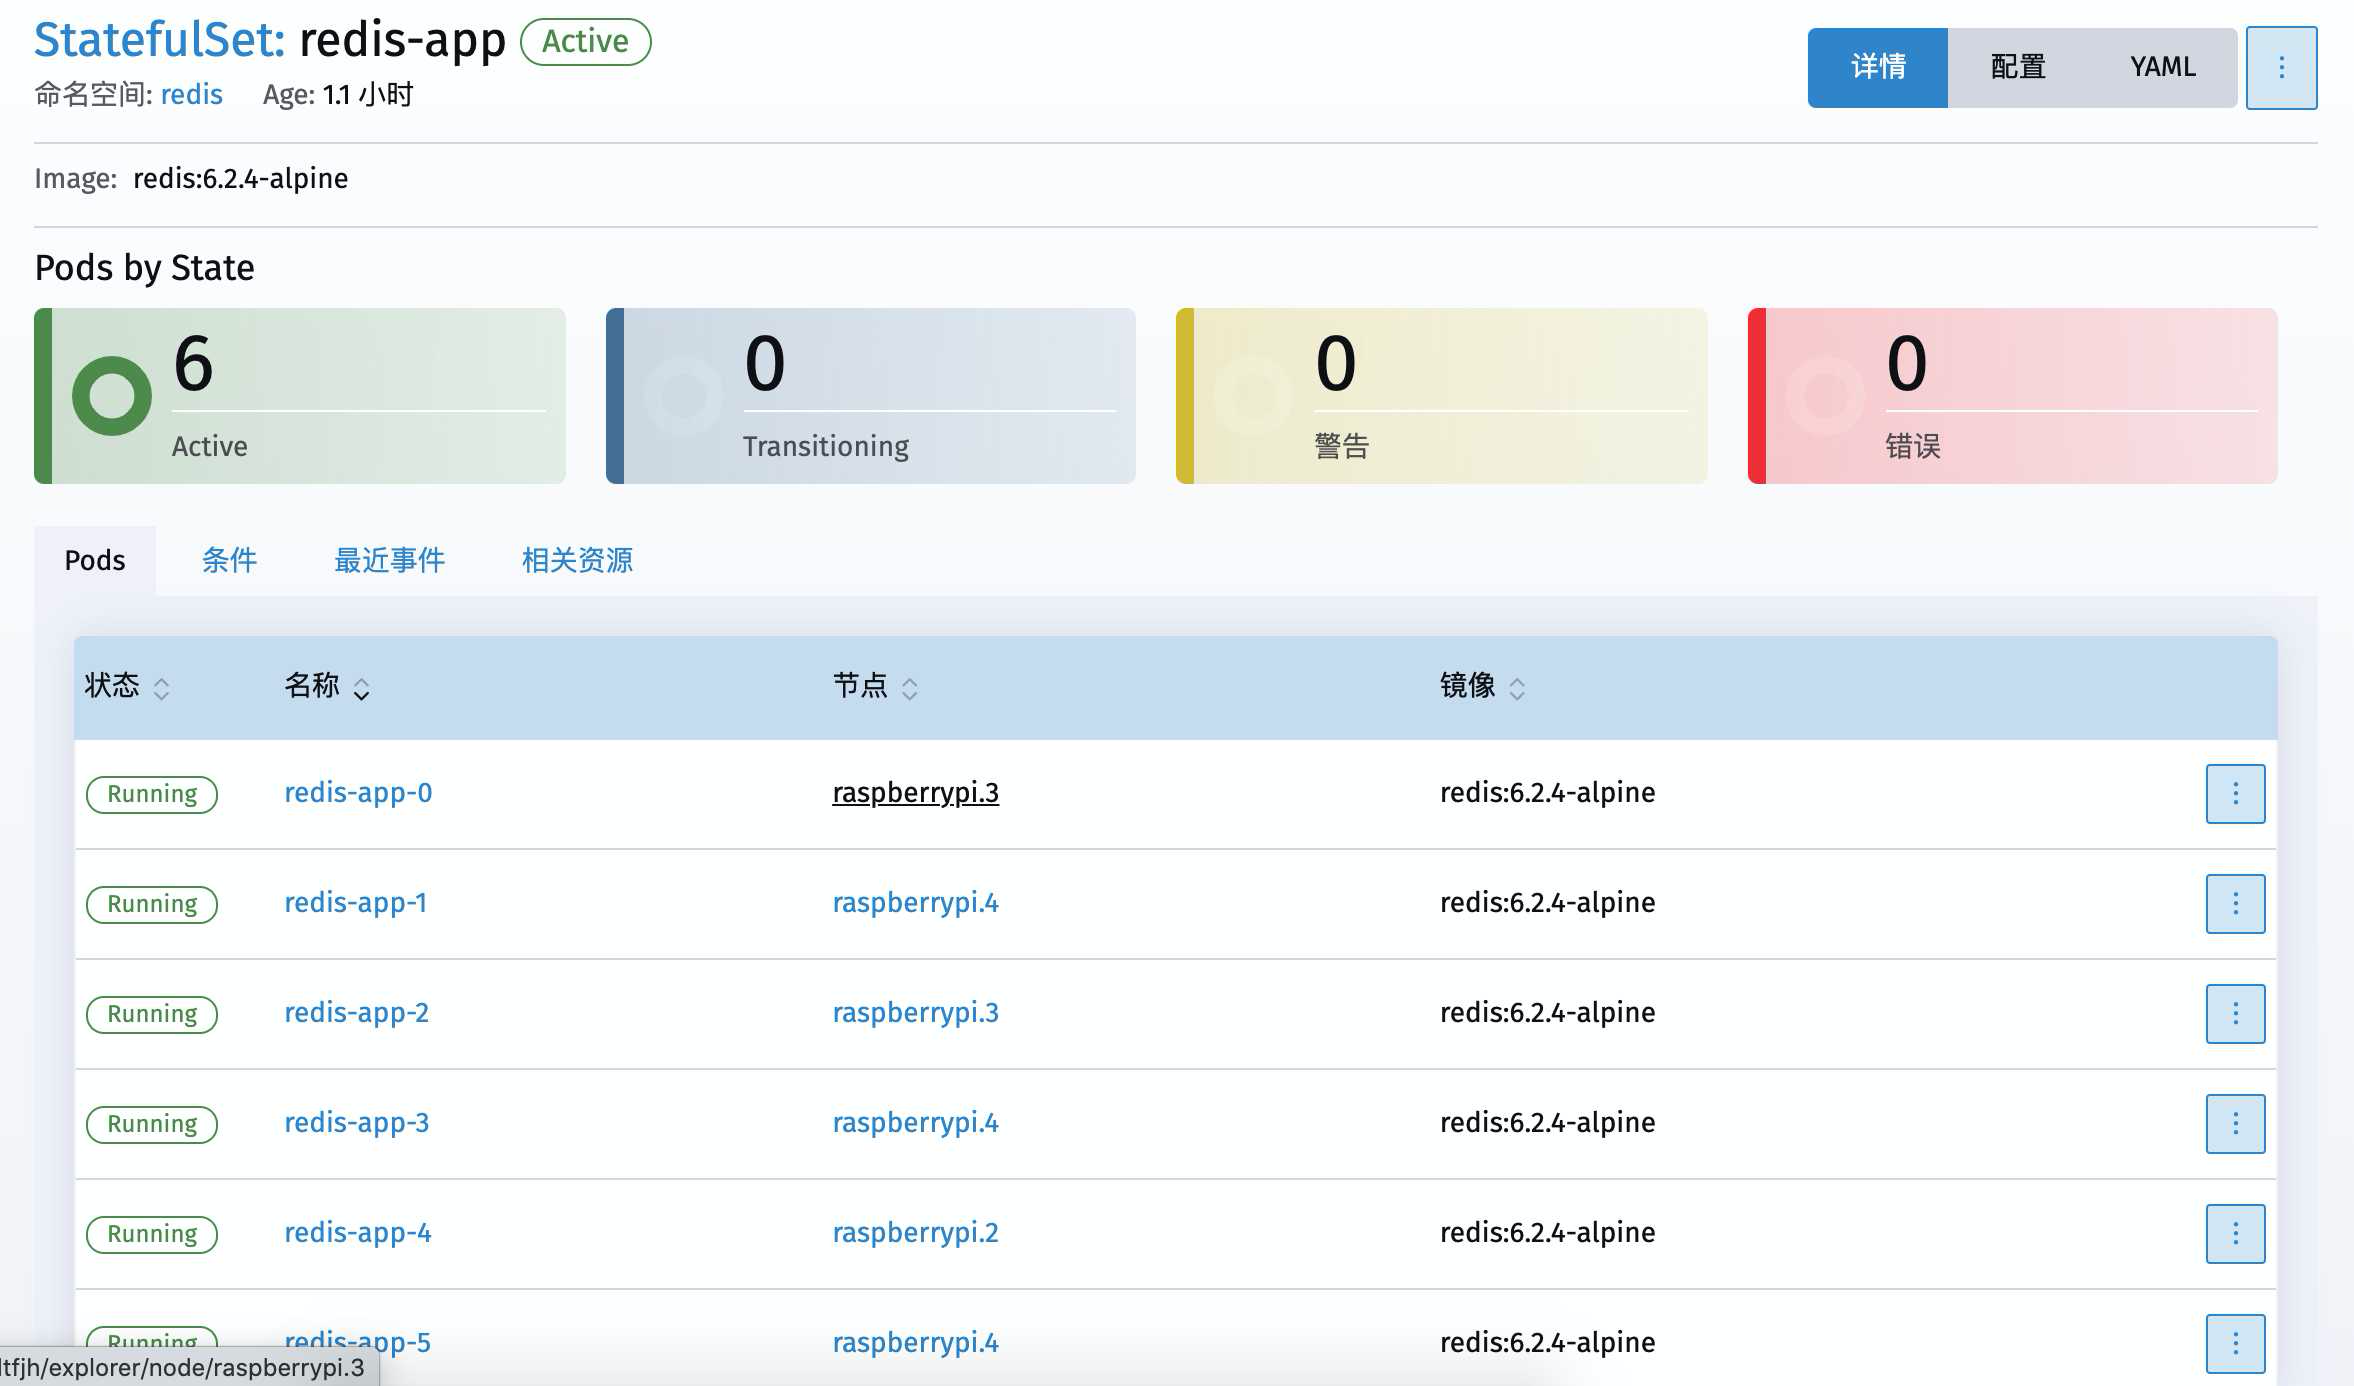 StatefulSet: redis-app Active
详情 配置 YAML
命名空间: redis Age: 1.1 小时
Image: redis:6.2.4-alpine
Pods by State
6 0 0 0
Active Transitioning 警告 错误
Pods 条件 最近事件 相关资源
状态 名称 节点 镜像
Running redis-app-0 raspberrypi.3 redis:6.2.4-alpine
Running redis-app-1 raspberrypi.4 redis:6.2.4-alpine
Running redis-app-2 raspberrypi.3 redis:6.2.4-alpine
Running redis-app-3 raspberrypi.4 redis:6.2.4-alpine
Running redis-app-4 raspberrypi.2 redis:6.2.4-alpine
Running redis-app-5 raspberrypi.4 redis:6.2.4-alpine
ltfjh/explorer/node/raspberrypi.3